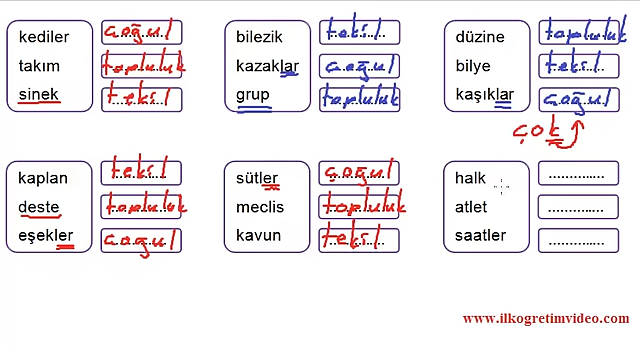 kediler çoğul
takım topluluk
sinek tekil
bilezik tekil
kazaklar çoğul
grup topluluk
düzine topluluk
bilye tekil
kaşıklar çoğul
çok
kaplan tekil
deste topluluk
eşekler çoğul
sütler çoğul
meclis topluluk
kavun tekil
halk ..............
atlet ..............
saatler ..............
www.ilkogretimvideo.com